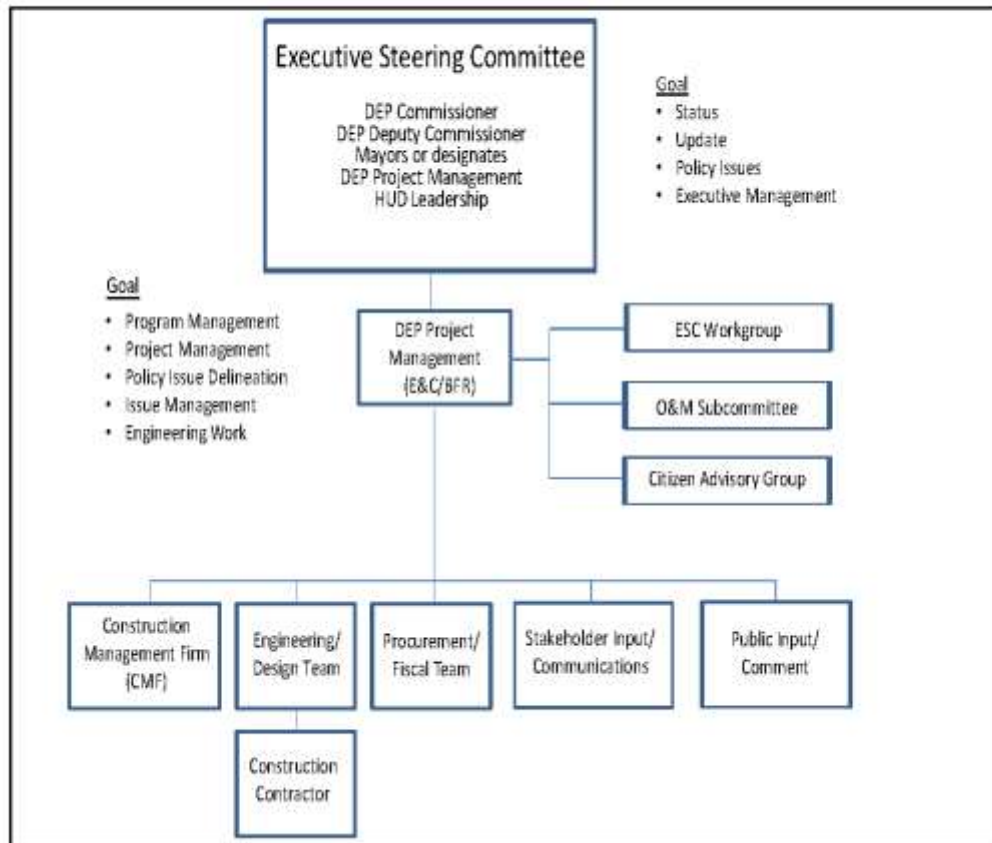 Executive Steering Committee
DEP Commissioner
DEP Deputy Commissioner
Mayors or designates
DEP Project Management
HUD Leadership
Goal
• Status
• Update
• Policy Issues
• Executive Management
Goal
• Program Management
• Project Management
• Policy Issue Delineation
• Issue Management
• Engineering Work
DEP Project
Management
(E&C/BFR)
ESC Workgroup
O&M Subcommittee
Citizen Advisory Group
Construction
Management Firm
(CMF)
Engineering/
Design Team
Procurement/
Fiscal Team
Stakeholder Input/
Communications
Public Input/
Comment
Construction
Contractor